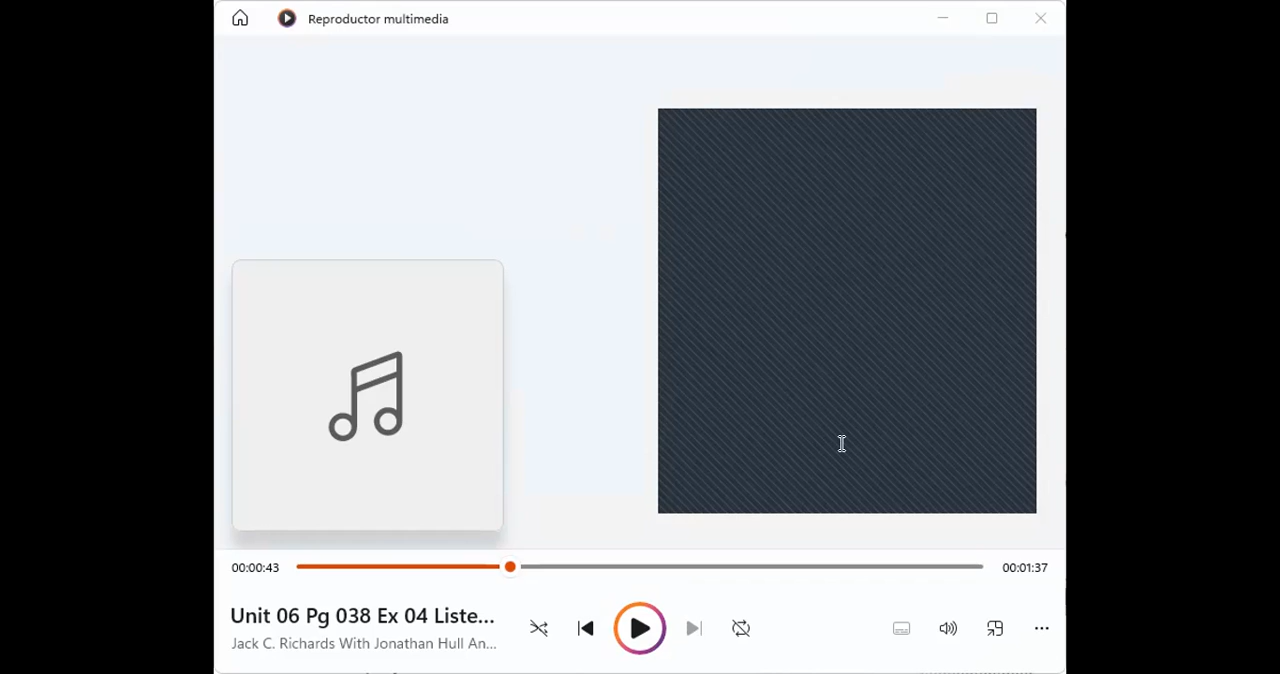 Reproductor multimedia
00:00:43
00:01:37
Unit 06 Pg 038 Ex 04 Liste...
Jack C. Richards With Jonathan Hull An...